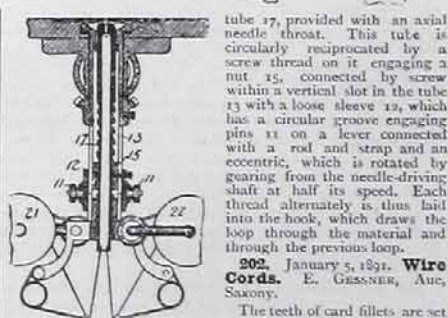 17
13
15
12
11
11
21
22
tube 17, provided with an axial
needle throat. This tube is
circularly reciprocated by a
screw thread on it engaging a
nut 15, connected by screw
within a vertical slot in the tube
13 with a loose sleeve 12, which
has a circular groove engaging
pins 11 on a lever connected
with a rod and strap and an
eccentric, which is rotated by
gearing from the needle-driving
shaft at half its speed. Each
thread alternately is thus laid
into the hook, which draws the
loop through the material and
through the previous loop.
202. January 5, 1891. Wire
Cords. E. GESSNER, Aue,
Saxony.
The teeth of card fillets are set